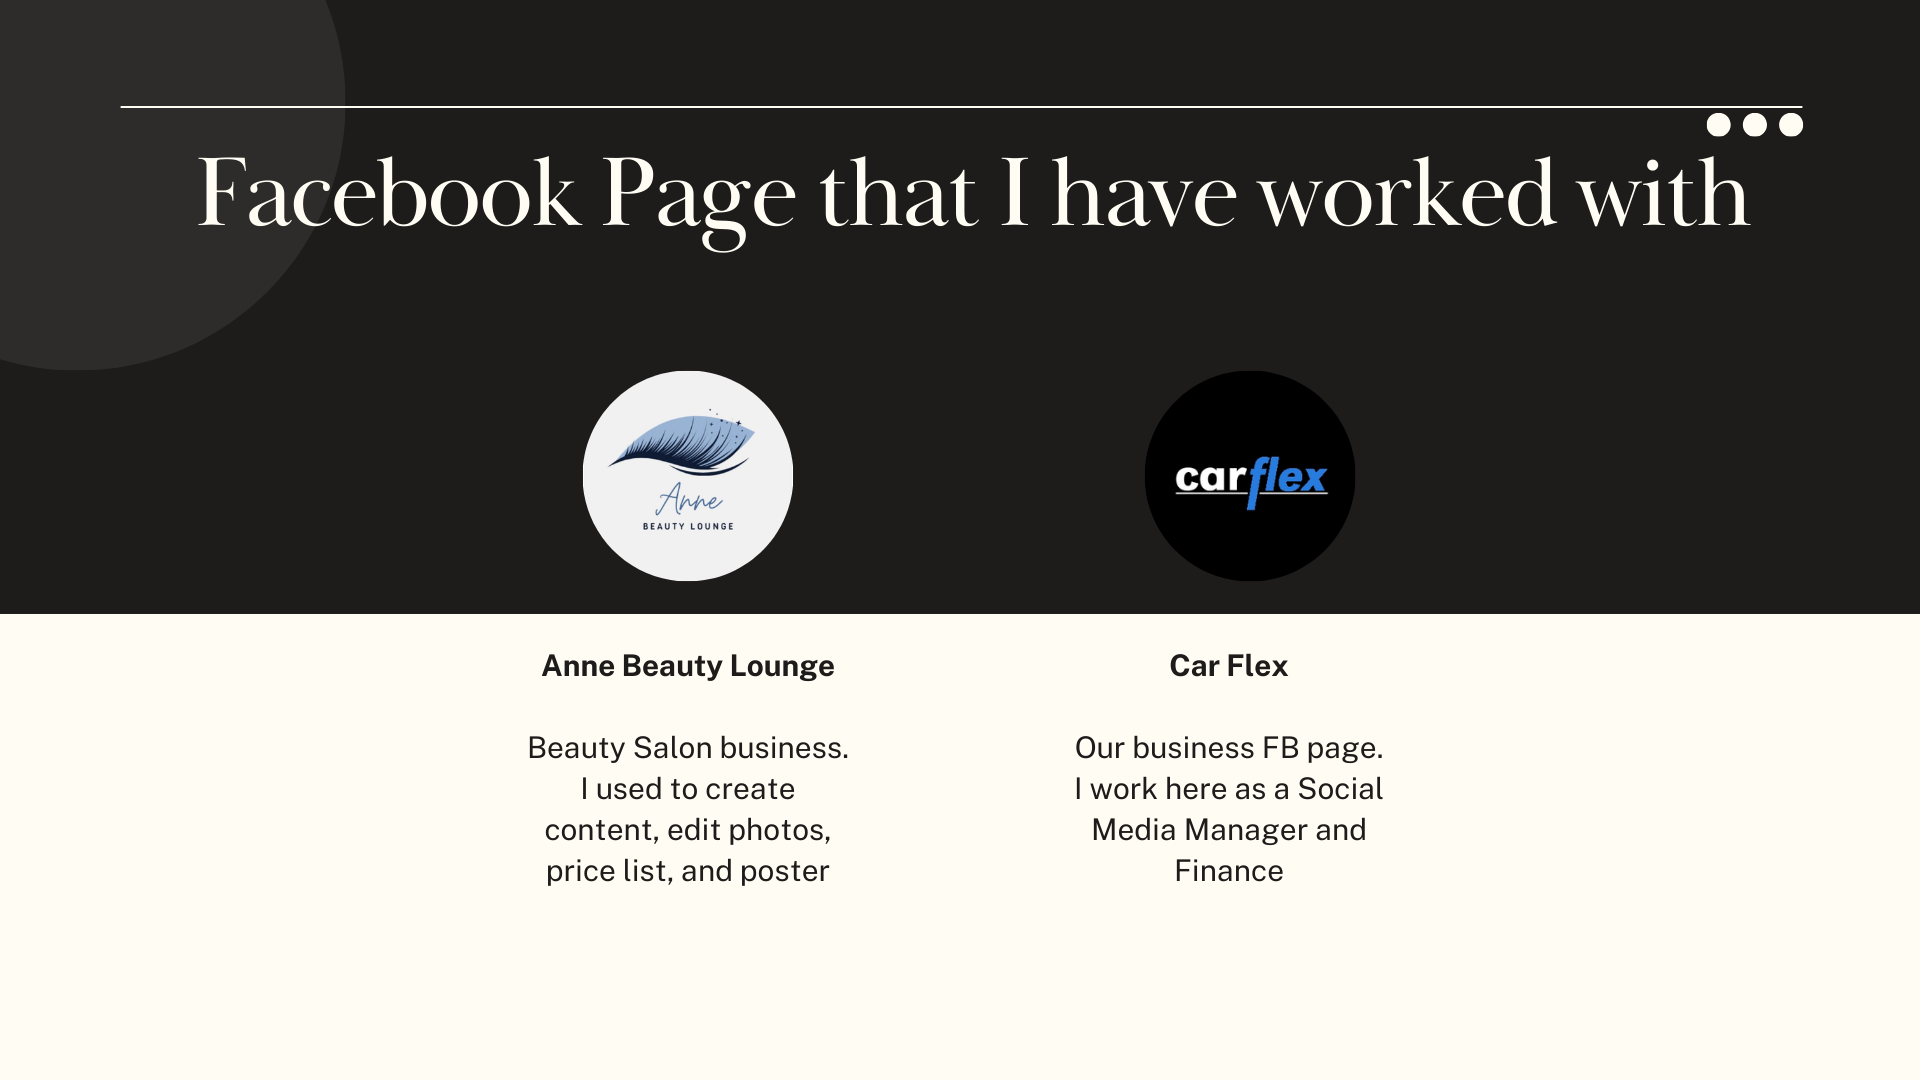 Facebook Page that I have worked with
Anne
BEAUTY LOUNGE
carflex
Anne Beauty Lounge
Beauty Salon business.
I used to create
content, edit photos,
price list, and poster
Car Flex
Our business FB page.
I work here as a Social
Media Manager and
Finance